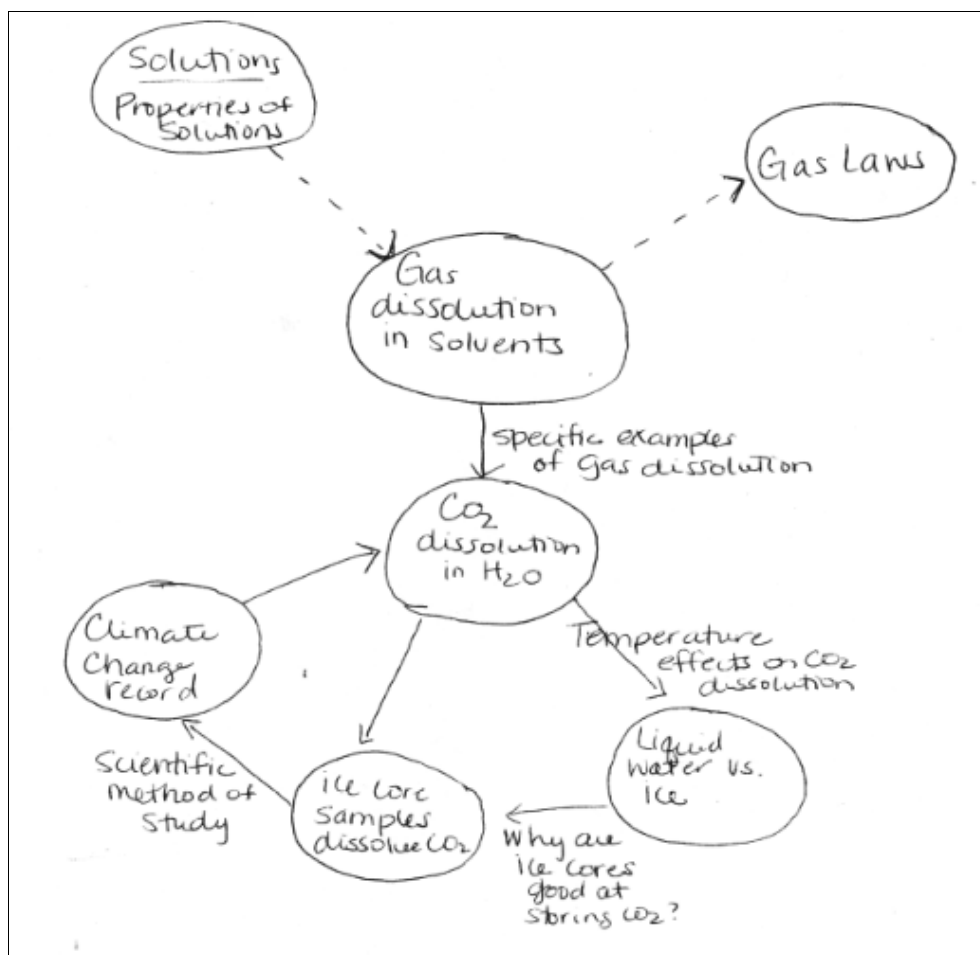 Solutions
Properties of
Solutions
Gas Laws
Gas
dissolution
in solvents
specific examples
of Gas dissolution
CO₂
dissolution
in H₂O
Climate
Change
record
Temperature
effects on CO₂
dissolution
Liquid
water vs.
ice
Scientific
method of
Study
ice core
samples
dissolve CO₂
Why are
ice cores
good at
storing CO₂?